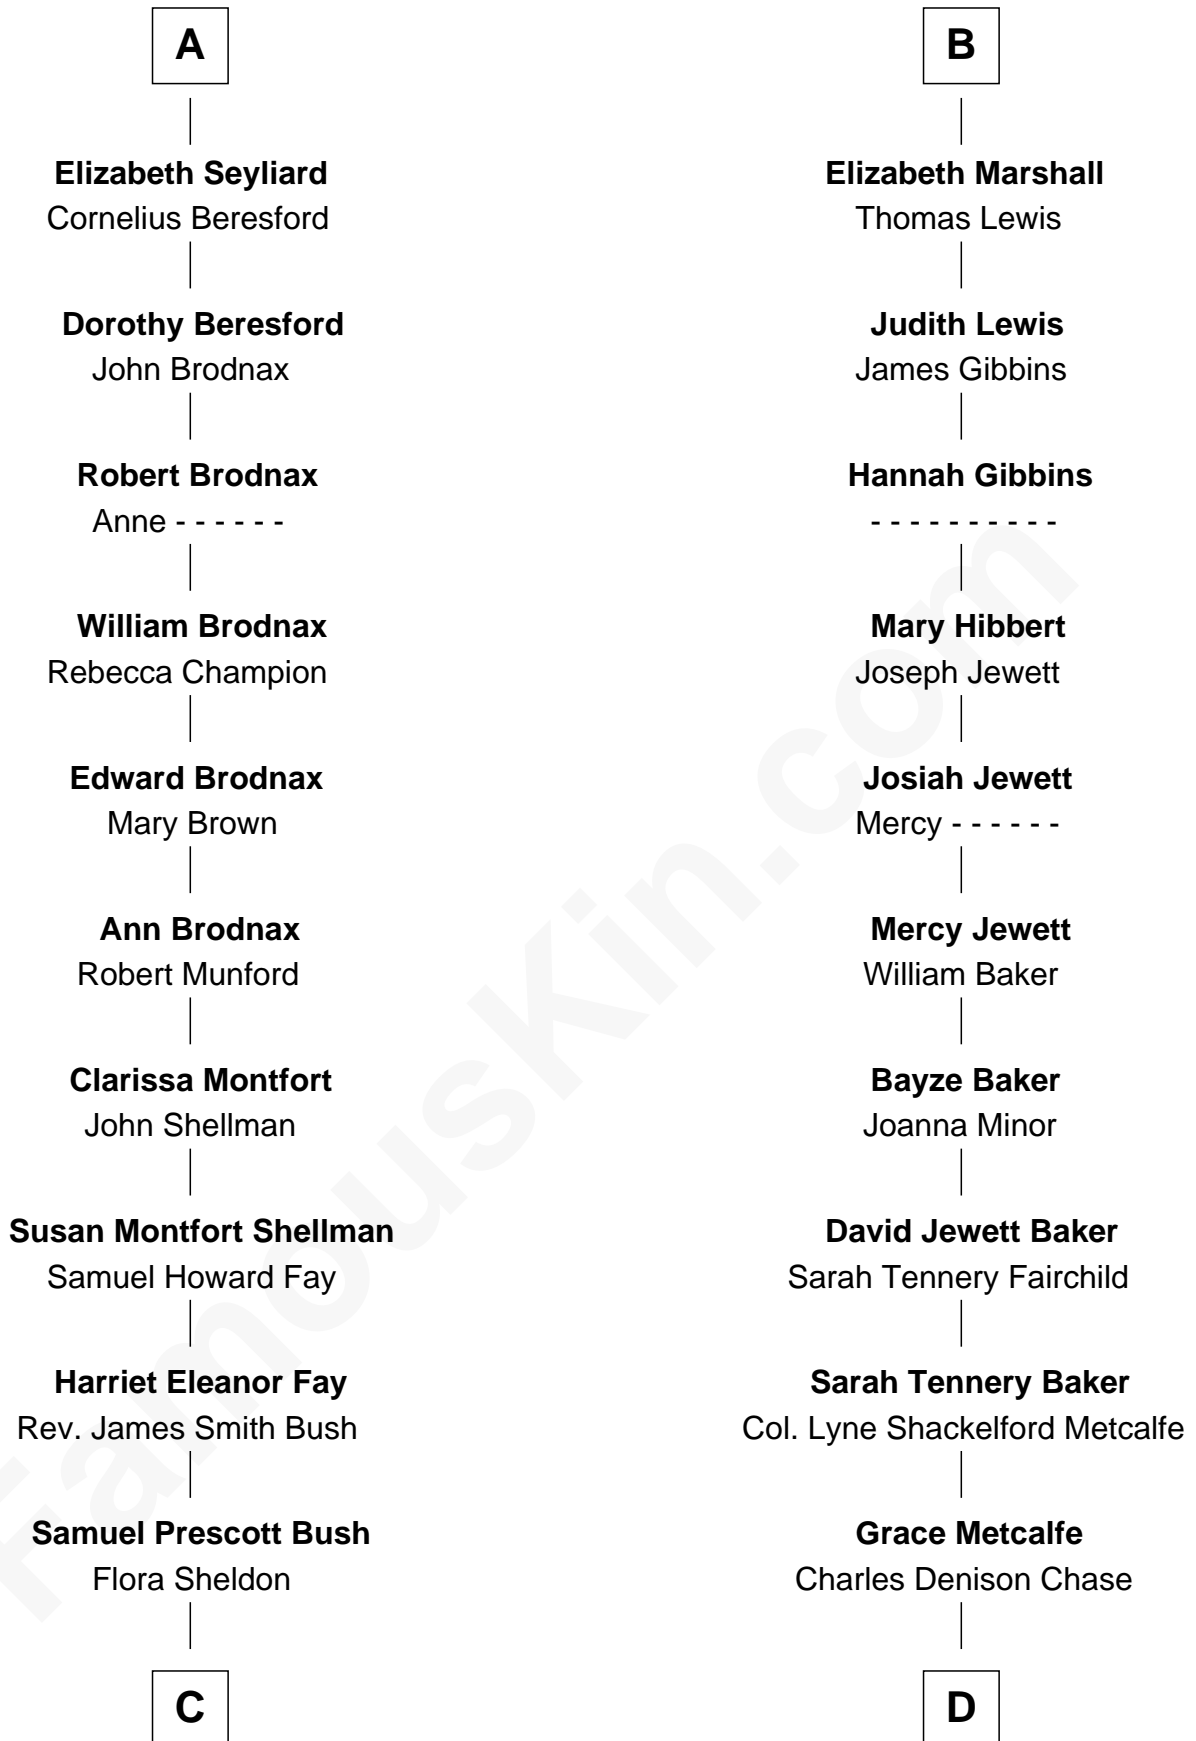 A
Elizabeth Seyliard
Cornelius Beresford
Dorothy Beresford
John Brodnax
Robert Brodnax
Anne - - - - - -
William Brodnax
Rebecca Champion
Edward Brodnax
Mary Brown
Ann Brodnax
Robert Munford
Clarissa Montfort
John Shellman
Susan Montfort Shellman
Samuel Howard Fay
Harriet Eleanor Fay
Rev. James Smith Bush
Samuel Prescott Bush
Flora Sheldon
C
B
Elizabeth Marshall
Thomas Lewis
Judith Lewis
James Gibbins
Hannah Gibbins
- - - - - - - - - -
Mary Hibbert
Joseph Jewett
Josiah Jewett
Mercy - - - - - -
Mercy Jewett
William Baker
Bayze Baker
Joanna Minor
David Jewett Baker
Sarah Tennery Fairchild
Sarah Tennery Baker
Col. Lyne Shackelford Metcalfe
Grace Metcalfe
Charles Denison Chase
D
FamousKin.com